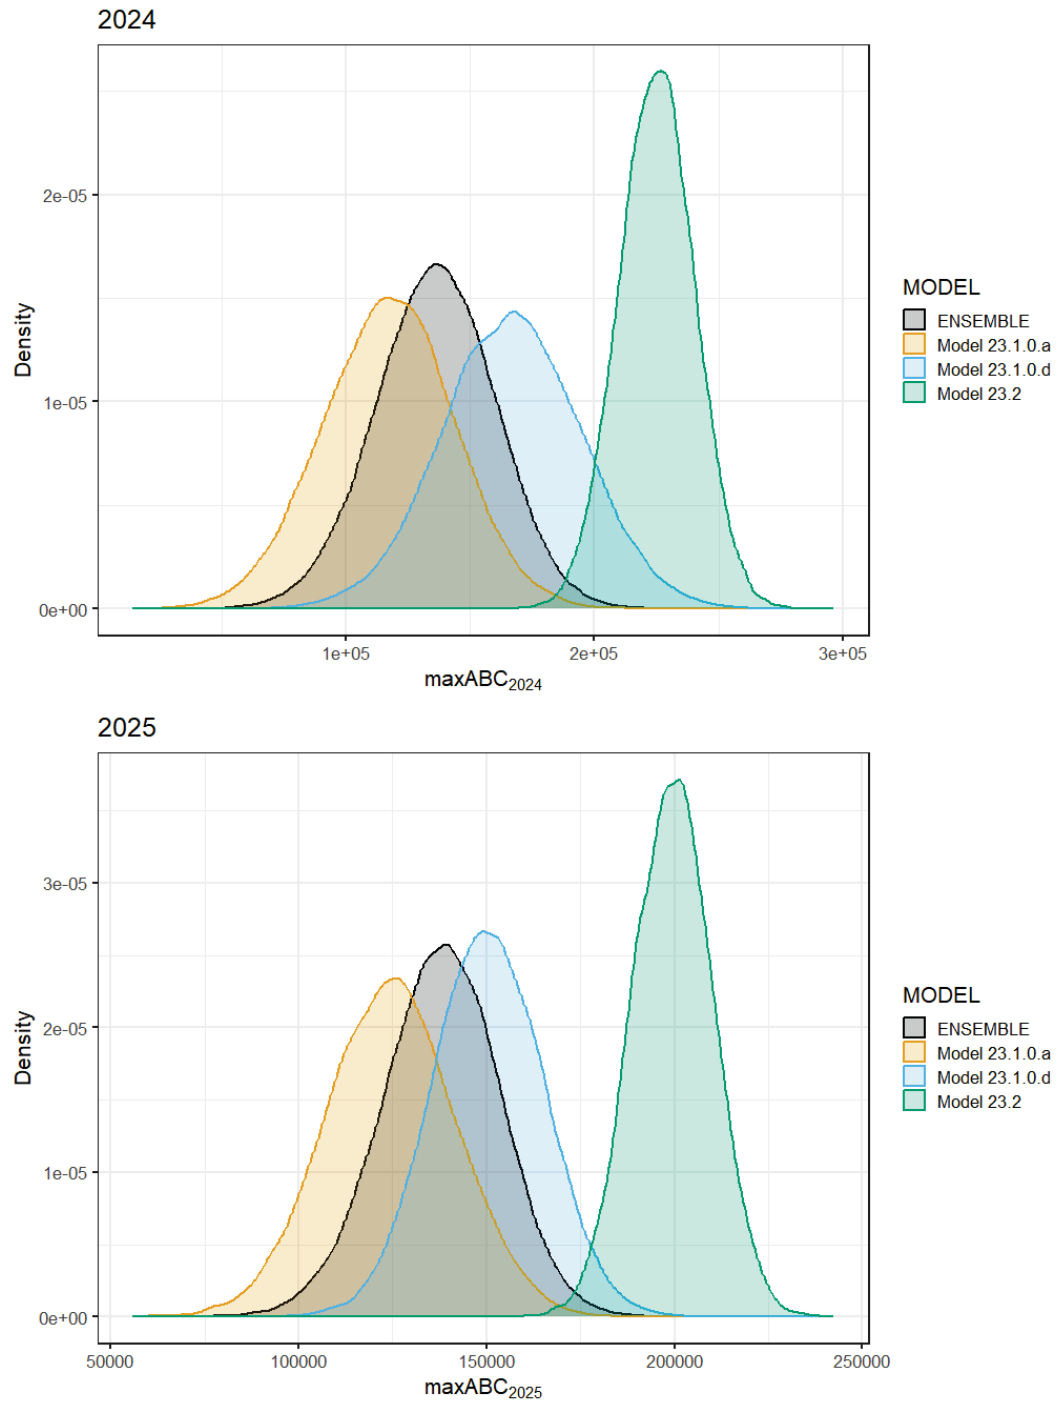 2024
2e-05
1e-05
0e+00
Density
1e+05 2e+05 3e+05
maxABC2024
MODEL
ENSEMBLE
Model 23.1.0.a
Model 23.1.0.d
Model 23.2
2025
3e-05
2e-05
1e-05
0e+00
Density
50000 100000 150000 200000 250000
maxABC2025
MODEL
ENSEMBLE
Model 23.1.0.a
Model 23.1.0.d
Model 23.2